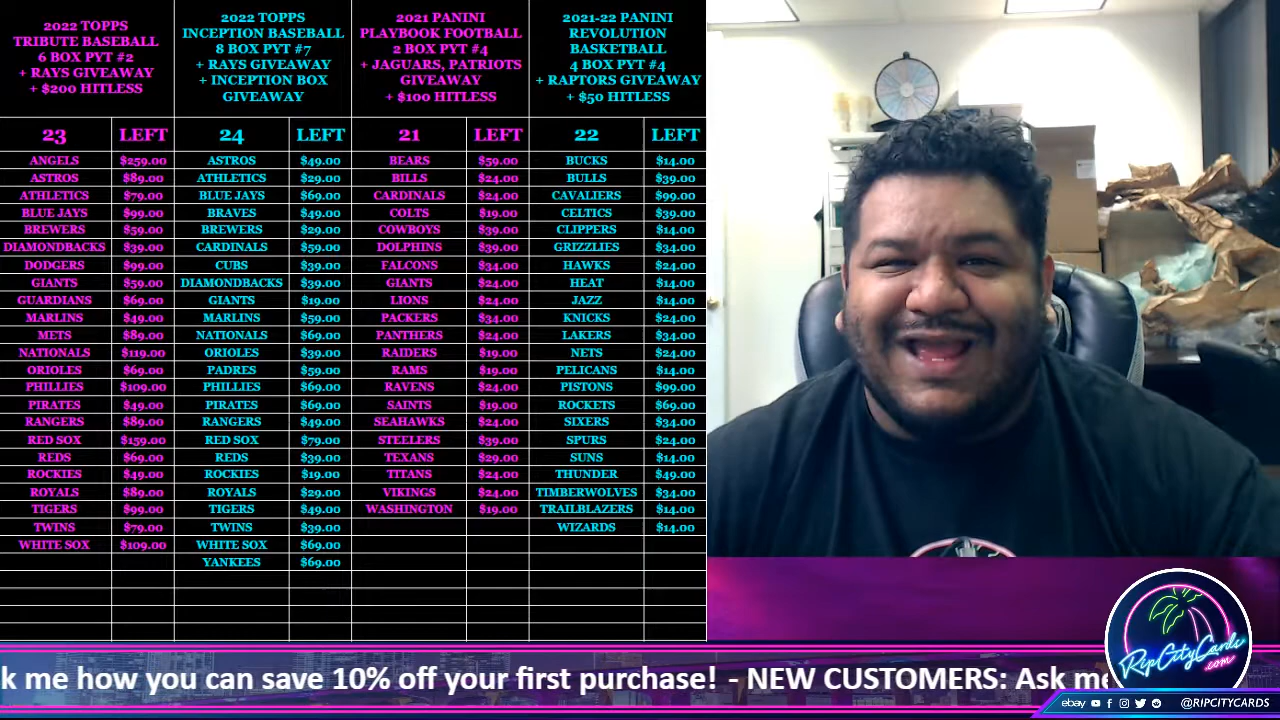 2022 TOPPS
TRIBUTE BASEBALL
6 BOX PYT #2
+ RAYS GIVEAWAY
+ $200 HITLESS
23 LEFT
ANGELS $259.00
ASTROS $89.00
ATHLETICS $79.00
BLUE JAYS $99.00
BREWERS $59.00
DIAMONDBACKS $39.00
DODGERS $99.00
GIANTS $59.00
GUARDIANS $69.00
MARLINS $49.00
METS $89.00
NATIONALS $119.00
ORIOLES $69.00
PHILLIES $109.00
PIRATES $49.00
RANGERS $89.00
RED SOX $159.00
REDS $69.00
ROCKIES $49.00
ROYALS $89.00
TIGERS $99.00
TWINS $79.00
WHITE SOX $109.00
2022 TOPPS
INCEPTION BASEBALL
8 BOX PYT #7
+ RAYS GIVEAWAY
+ INCEPTION BOX
GIVEAWAY
24 LEFT
ASTROS $49.00
ATHLETICS $29.00
BLUE JAYS $69.00
BRAVES $49.00
BREWERS $29.00
CARDINALS $59.00
CUBS $39.00
DIAMONDBACKS $39.00
GIANTS $19.00
MARLINS $59.00
NATIONALS $69.00
ORIOLES $39.00
PADRES $59.00
PHILLIES $69.00
PIRATES $69.00
RANGERS $49.00
RED SOX $79.00
REDS $39.00
ROCKIES $19.00
ROYALS $29.00
TIGERS $49.00
TWINS $39.00
WHITE SOX $69.00
YANKEES $69.00
2021 PANINI
PLAYBOOK FOOTBALL
2 BOX PYT #4
+ JAGUARS, PATRIOTS
GIVEAWAY
+ $100 HITLESS
21 LEFT
BEARS $59.00
BILLS $24.00
CARDINALS $24.00
COLTS $19.00
COWBOYS $39.00
DOLPHINS $39.00
FALCONS $34.00
GIANTS $24.00
LIONS $24.00
PACKERS $34.00
PANTHERS $24.00
RAIDERS $19.00
RAMS $19.00
RAVENS $24.00
SAINTS $19.00
SEAHAWKS $24.00
STEELERS $39.00
TEXANS $29.00
TITANS $24.00
VIKINGS $24.00
WASHINGTON $19.00
2021-22 PANINI
REVOLUTION
BASKETBALL
4 BOX PYT #4
+ RAPTORS GIVEAWAY
+ $50 HITLESS
22 LEFT
BUCKS $14.00
BULLS $39.00
CAVALIERS $99.00
CELTICS $39.00
CLIPPERS $14.00
GRIZZLIES $34.00
HAWKS $24.00
HEAT $14.00
JAZZ $14.00
KNICKS $24.00
LAKERS $34.00
NETS $24.00
PELICANS $14.00
PISTONS $99.00
ROCKETS $69.00
SIXERS $34.00
SPURS $24.00
SUNS $14.00
THUNDER $49.00
TIMBERWOLVES $34.00
TRAILBLAZERS $14.00
WIZARDS $14.00
k me how you can save 10% off your first purchase! - NEW CUSTOMERS: Ask me
RipCityCards
.com
ebay @RIPCITYCARDS